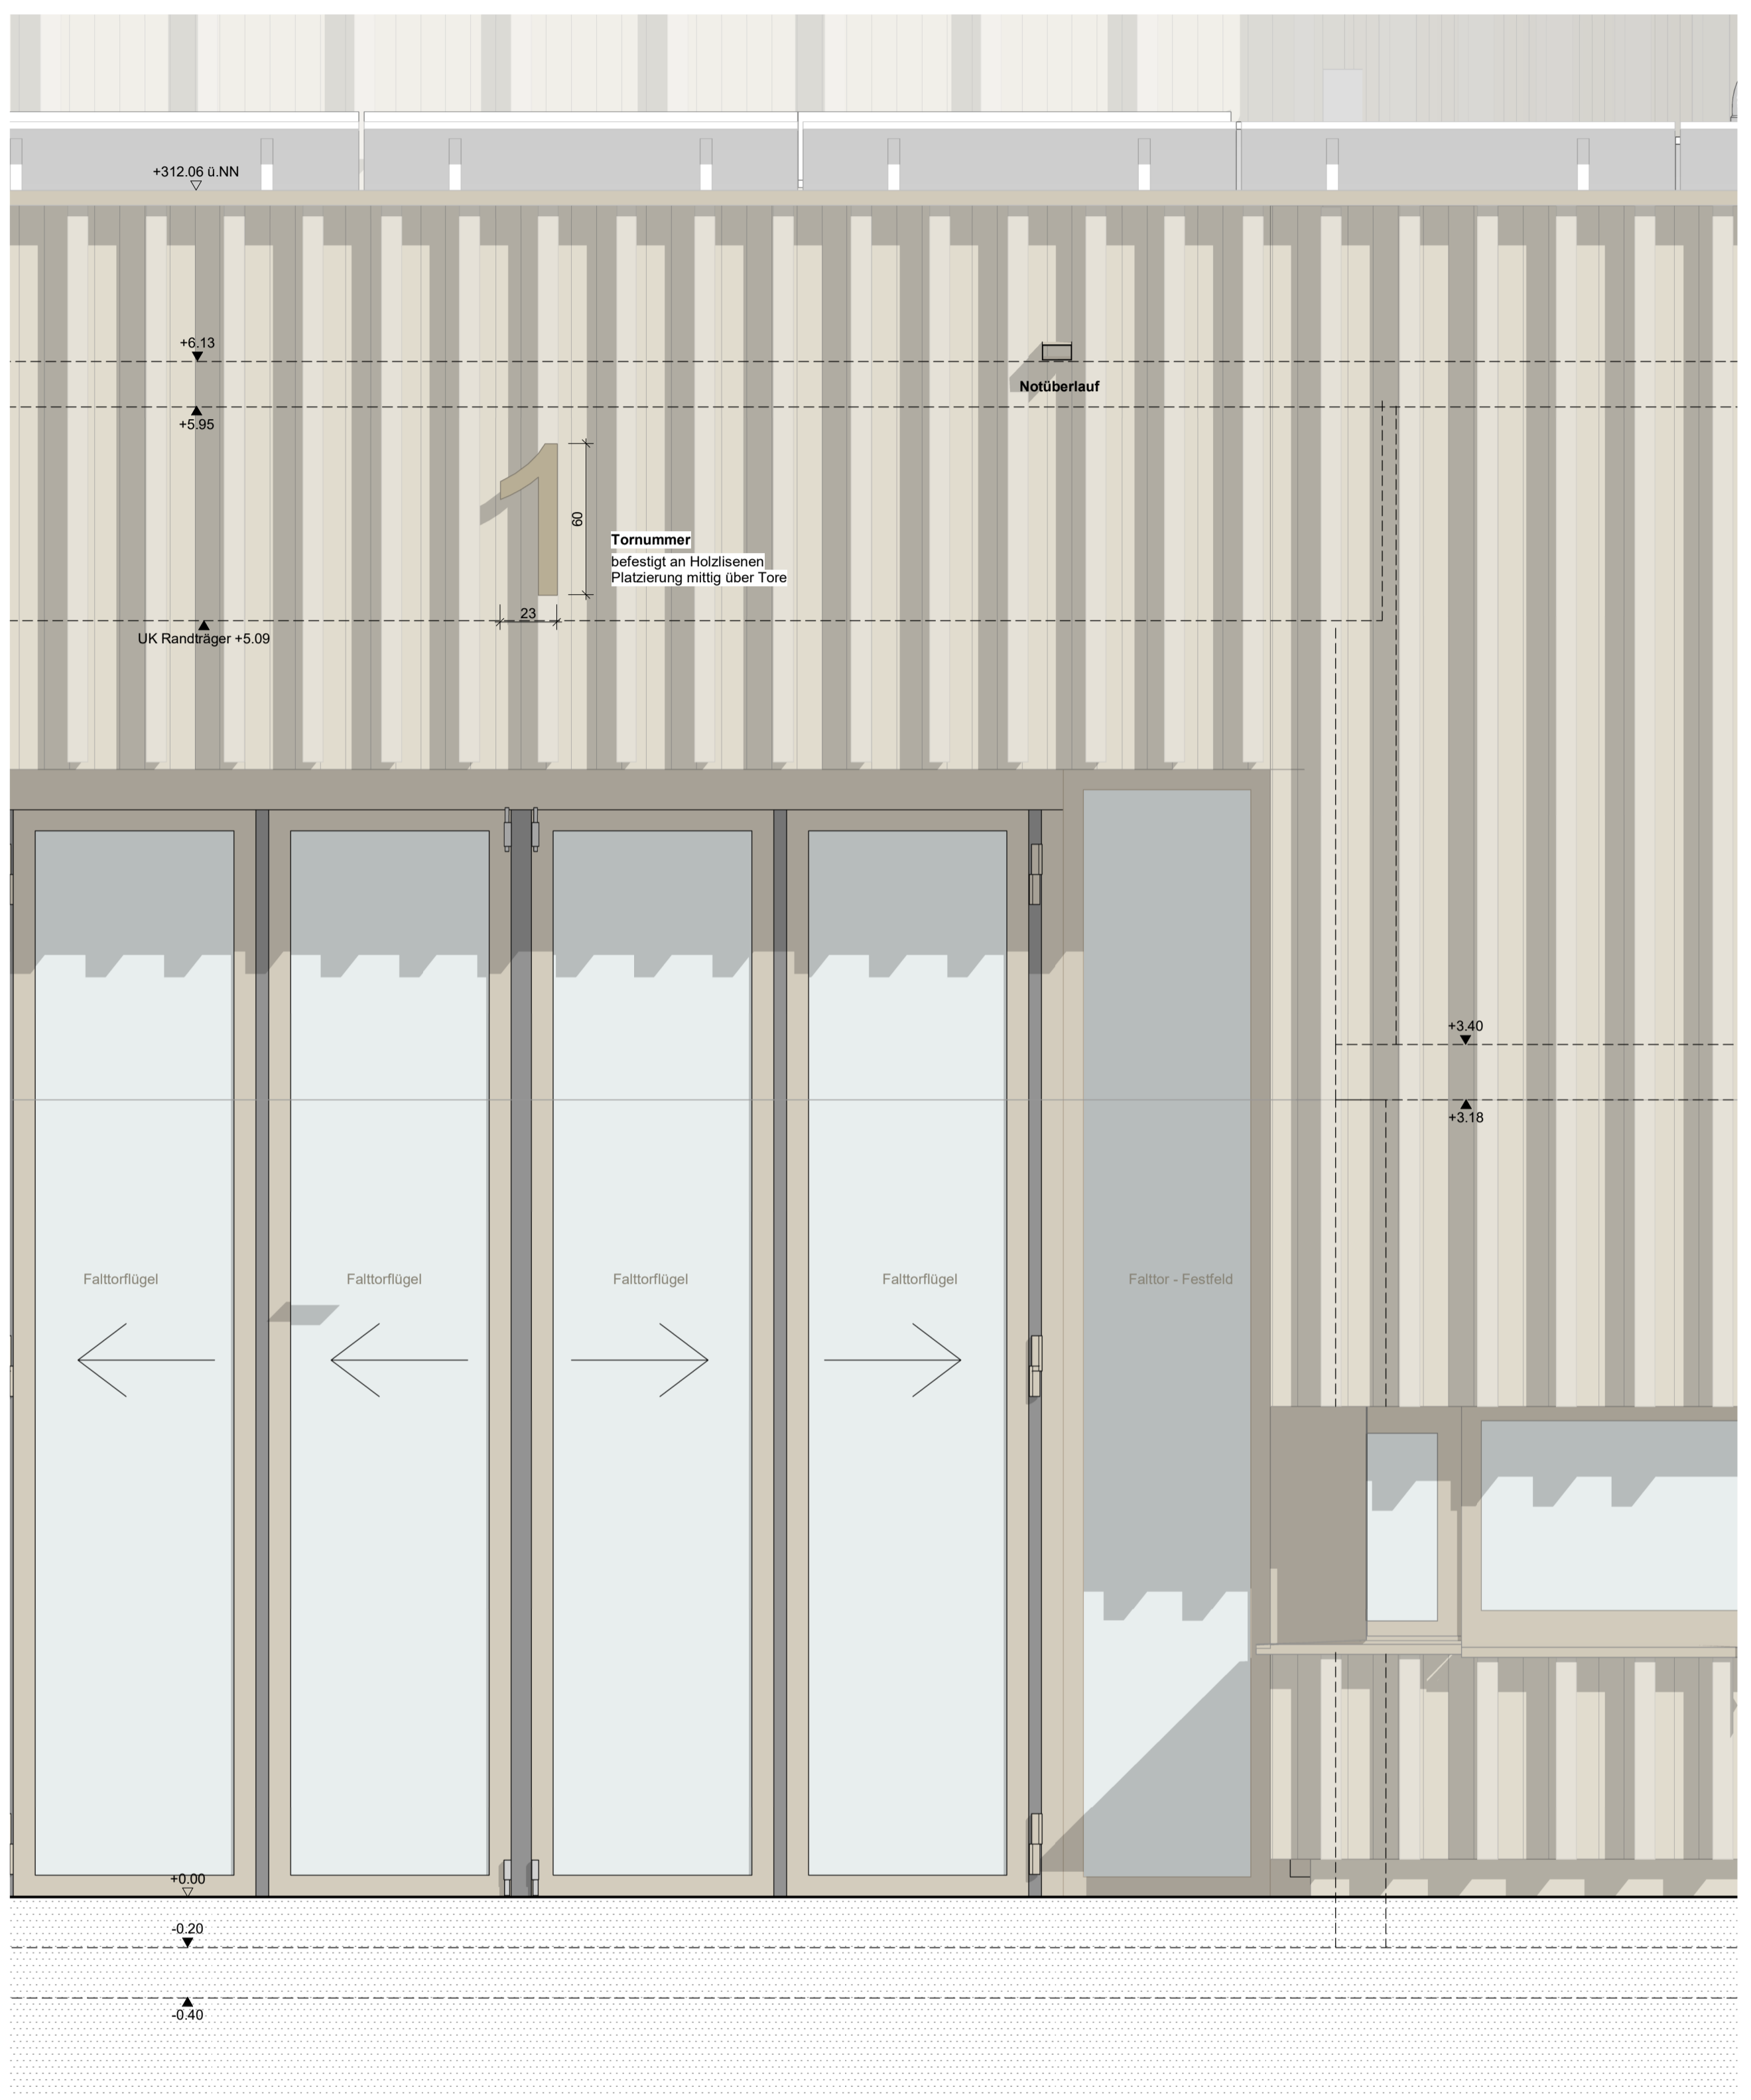 +312.06 ü.NN
+6.13
Notüberlauf
+5.95
1
60
Tornummer
befestigt an Holzlisenen
Platzierung mittig über Tore
23
UK Randträger +5.09
+3.40
+3.18
Falttorflügel
Falttorflügel
Falttorflügel
Falttorflügel
Falttor - Festfeld
+0.00
-0.20
-0.40